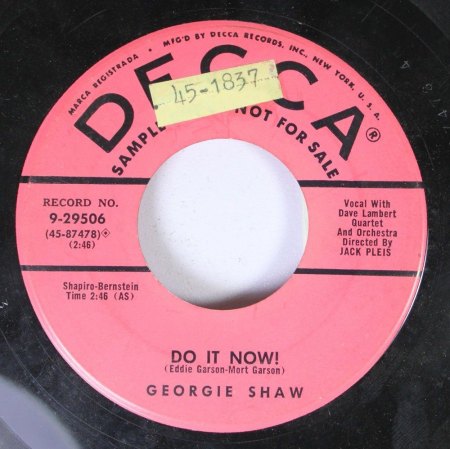 MARCA REGISTRADA · MFG'D BY DECCA RECORDS, INC., NEW YORK, U. S. A.
DECCA®
45-1837
SAMPLE NOT FOR SALE
RECORD NO.
9-29506
(45-87478)
(2:46)
Vocal With
Dave Lambert
Quartet
And Orchestra
Directed By
JACK PLEIS
Shapiro-Bernstein
Time 2:46 (AS)
DO IT NOW!
(Eddie Garson-Mort Garson)
GEORGIE SHAW